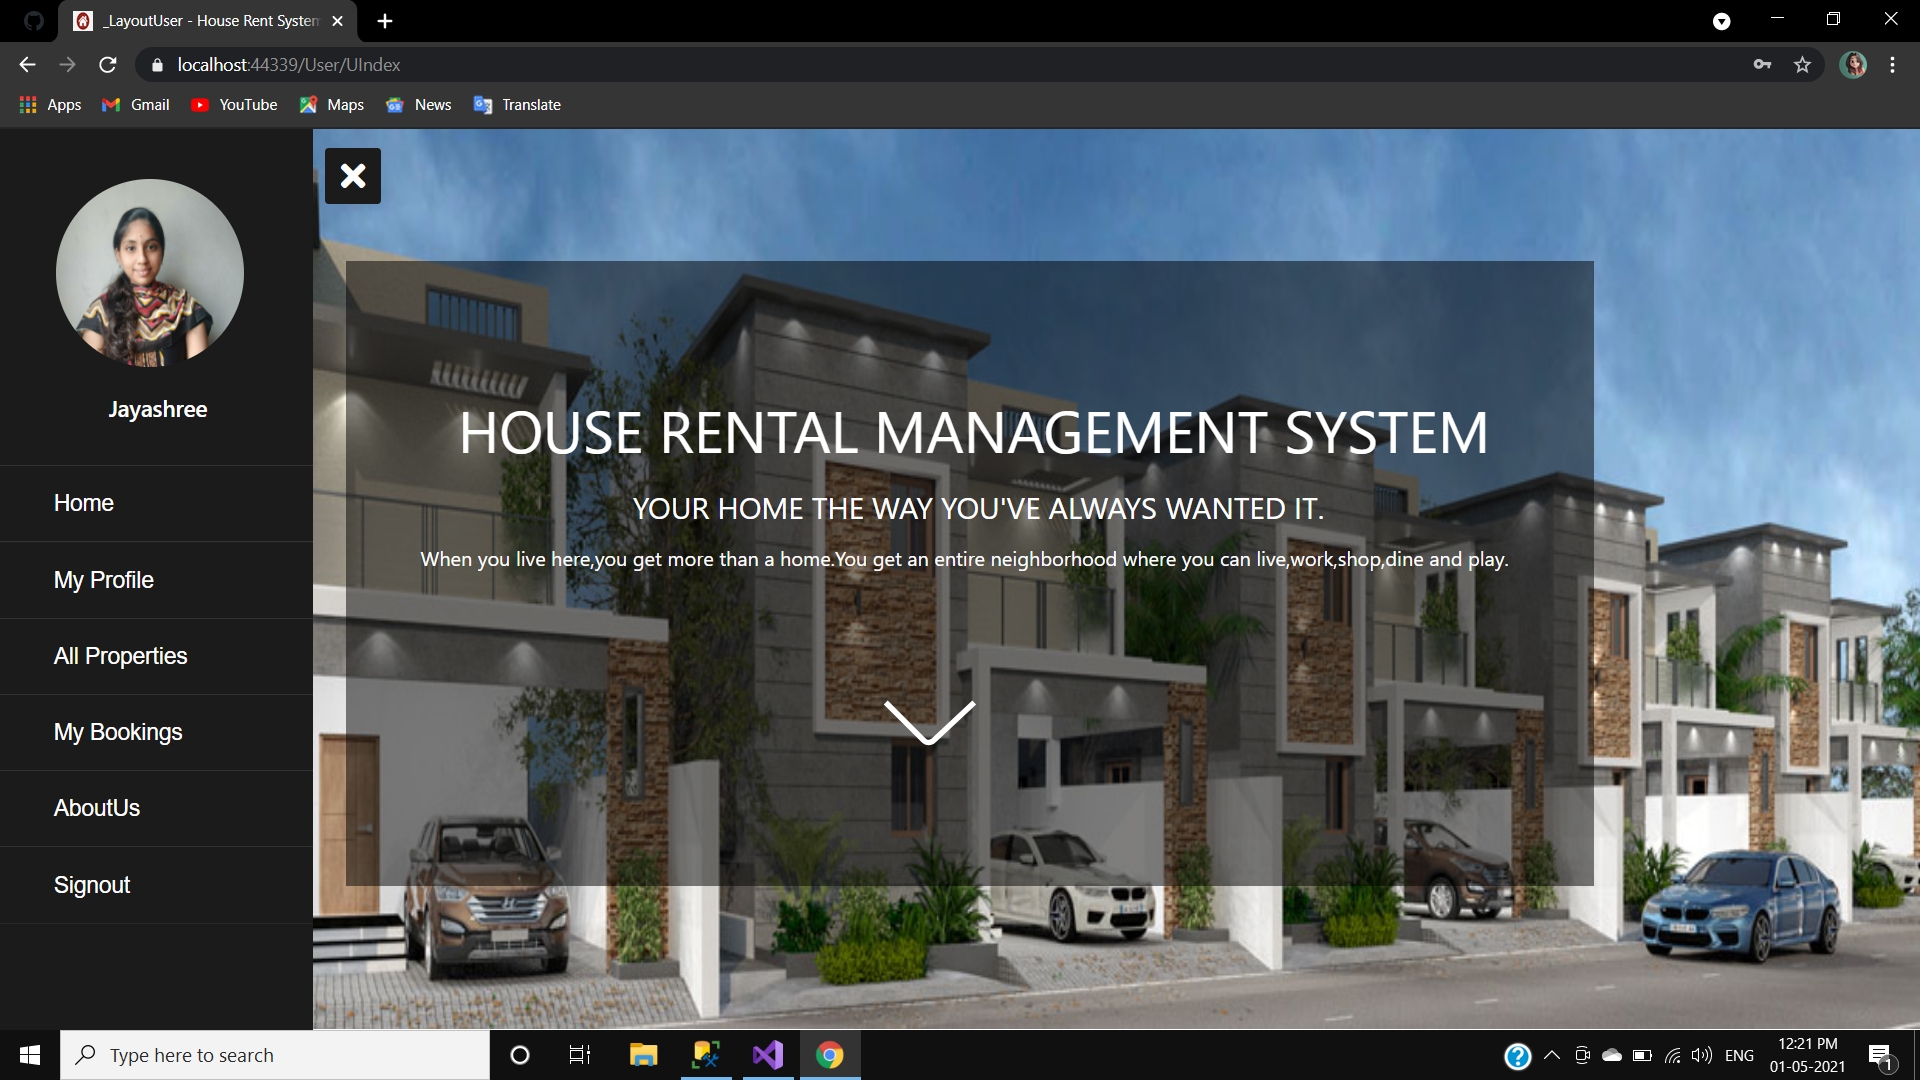 _LayoutUser - House Rent System
localhost:44339/User/UIndex
Apps Gmail YouTube Maps News Translate
Jayashree
Home
My Profile
All Properties
My Bookings
AboutUs
Signout
HOUSE RENTAL MANAGEMENT SYSTEM
YOUR HOME THE WAY YOU'VE ALWAYS WANTED IT.
When you live here,you get more than a home.You get an entire neighborhood where you can live,work,shop,dine and play.
Type here to search
ENG
12:21 PM
01-05-2021
1